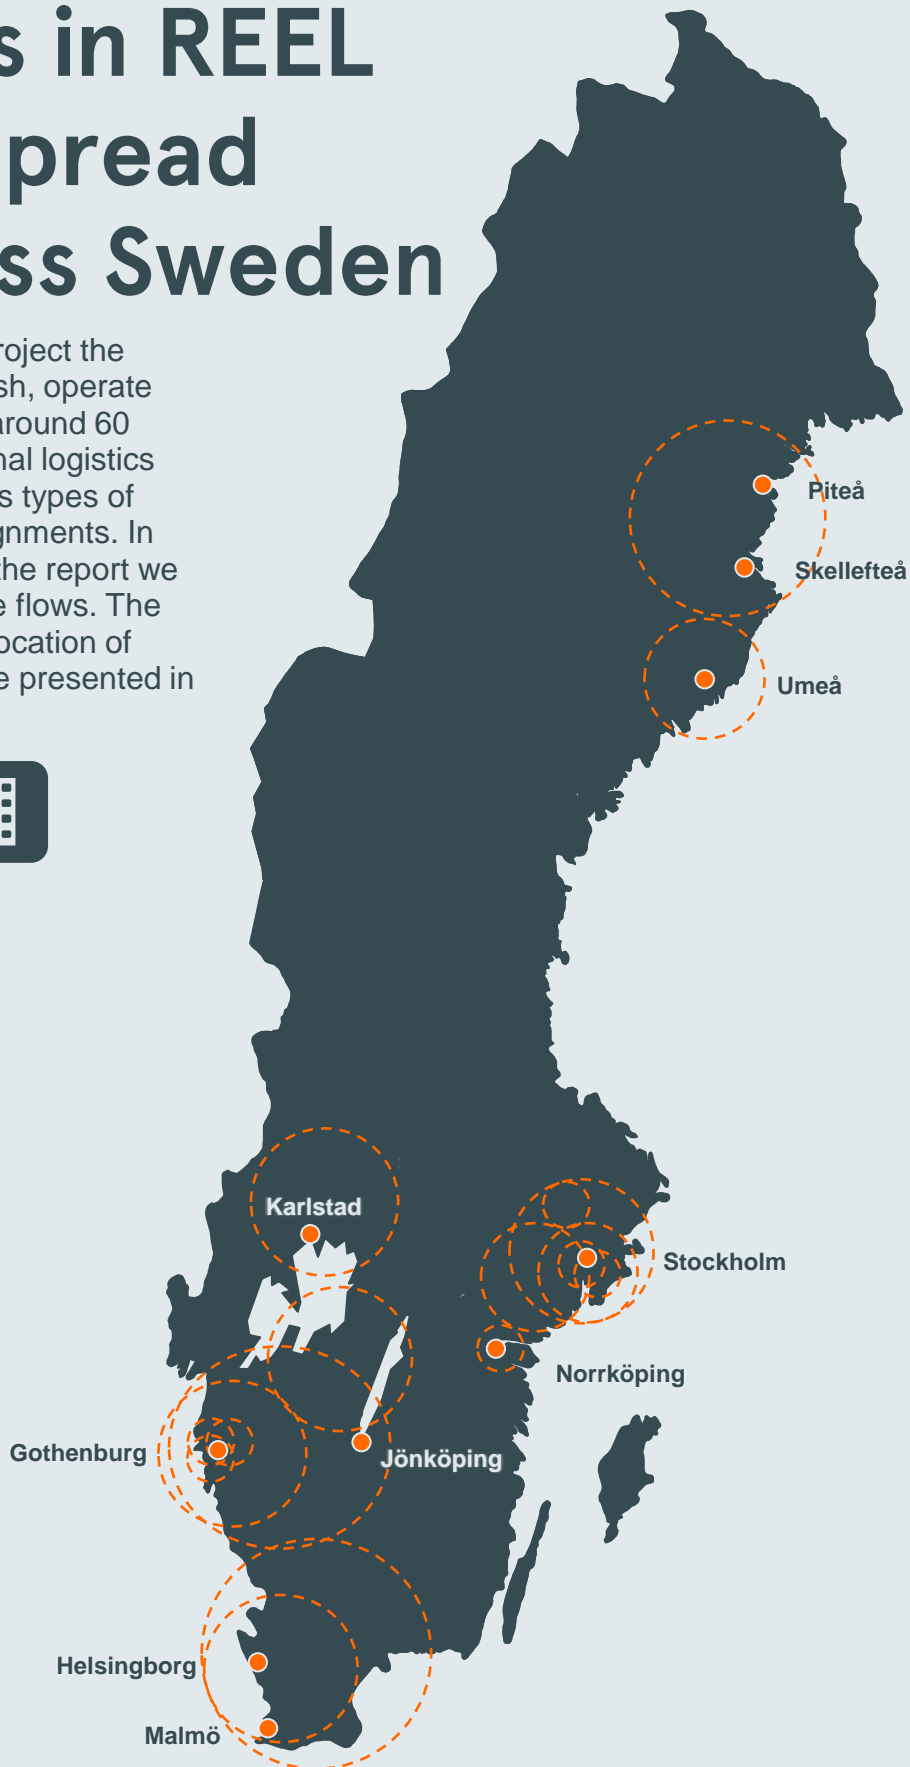 s in REEL
pread
ss Sweden
roject the
sh, operate
around 60
nal logistics
s types of
gnments. In
the report we
e flows. The
ocation of
e presented in
Piteå
Skellefteå
Umeå
Karlstad
Stockholm
Norrköping
Gothenburg
Jönköping
Helsingborg
Malmö